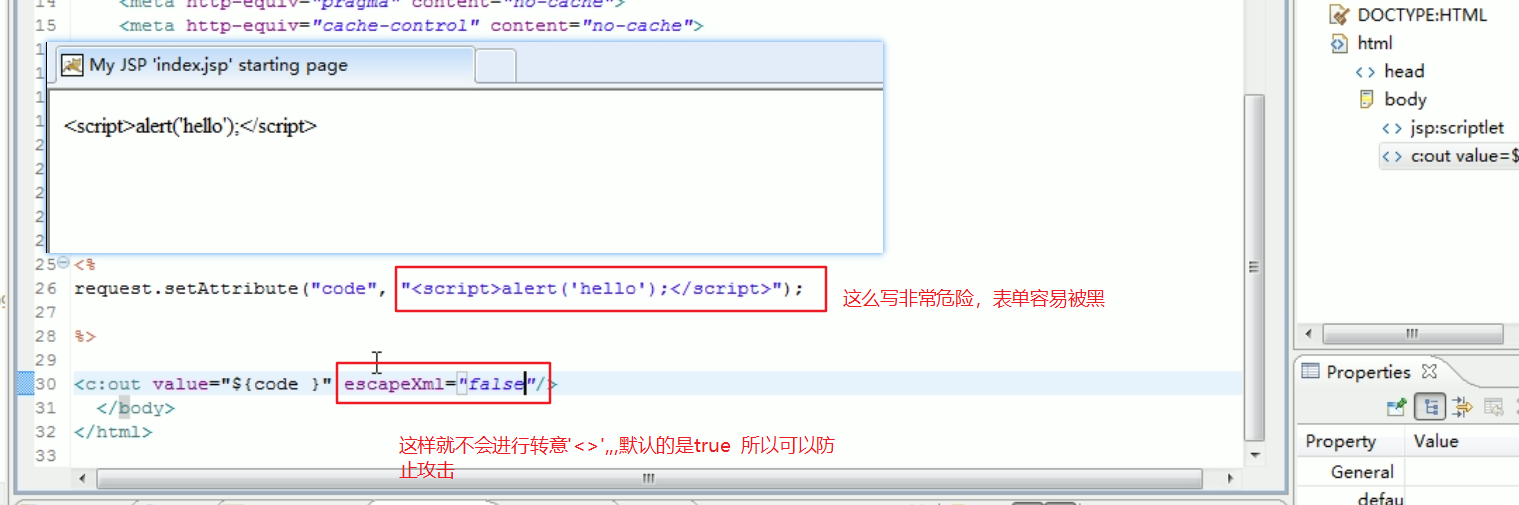 14 <meta http-equiv="pragma" content="no-cache">
15 <meta http-equiv="cache-control" content="no-cache">
My JSP 'index.jsp' starting page
<script>alert('hello');</script>
25 <%
26 request.setAttribute("code", "<script>alert('hello');</script>");
这么写非常危险，表单容易被黑
27
28 %>
29
30 <c:out value="${code }" escapeXml="false"/>
31 </body>
32 </html>
33
这样就不会进行转意'<>',,,默认的是true 所以可以防
止攻击
DOCTYPE:HTML
html
head
body
jsp:scriptlet
c:out value=$
Properties
Property Value
General
defau